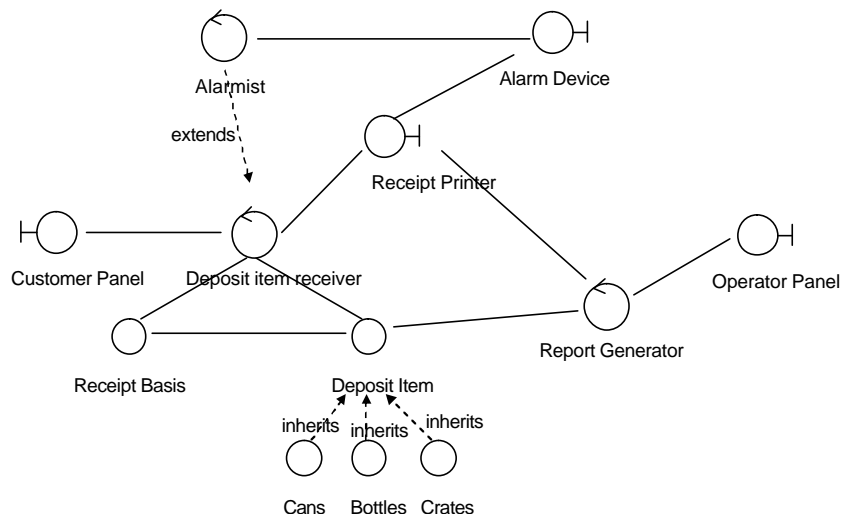 Alarmist
Alarm Device
extends
Receipt Printer
Customer Panel
Deposit item receiver
Operator Panel
Report Generator
Receipt Basis
Deposit Item
inherits
inherits
inherits
Cans
Bottles
Crates